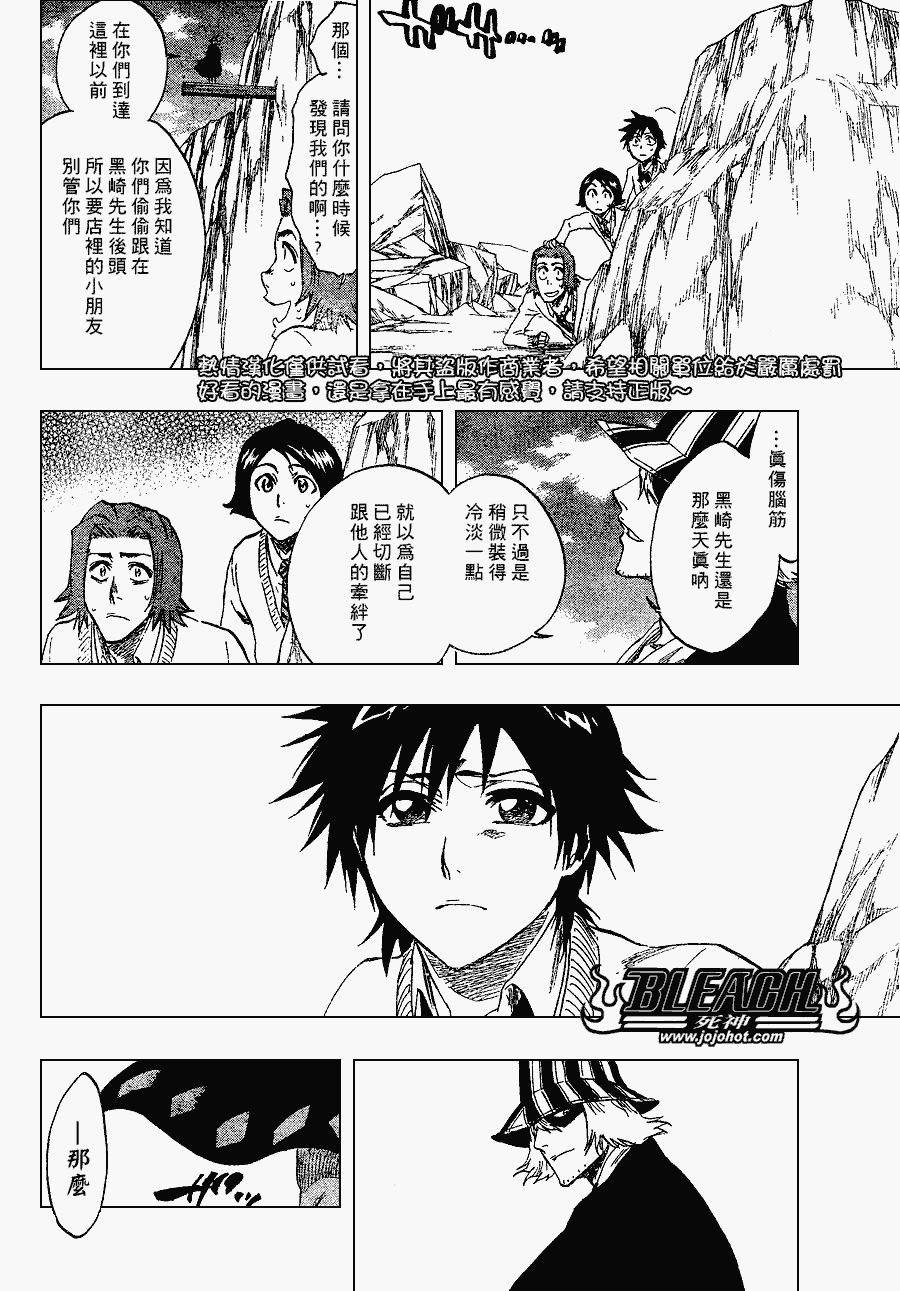 那個…
請問你什麼時候
發現我們的啊…?
在你們到達
這裡以前
因為我知道
你們偷偷跟在
黑崎先生後頭
所以要店裡的小朋友
別管你們
熱情漢化僅供試看，將其盜版作商業者，希望相關單位給於嚴厲處罰
好看的漫畫，還是拿在手上最有感覺，請支持正版～
…真傷腦筋
黑崎先生還是
那麼天真吶
只不過是
稍微裝得
冷淡一點
就以為自己
已經切斷
跟他人的牽絆了
BLEACH
死神
www.jojohot.com
—那麼